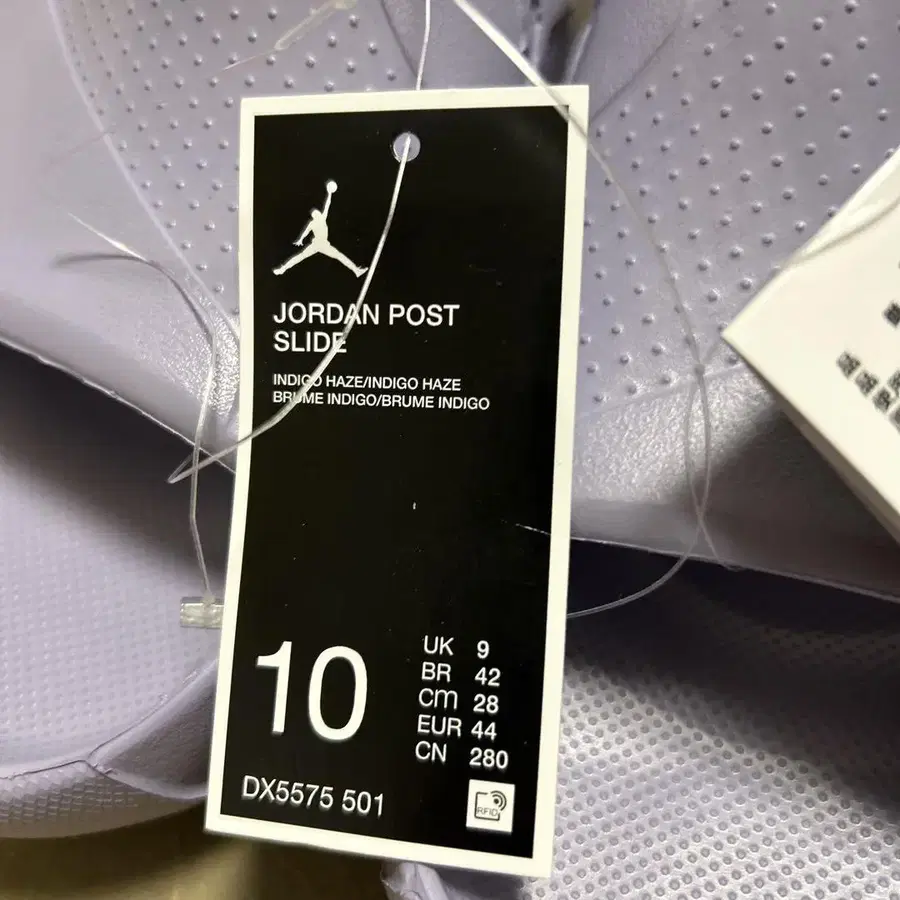 JORDAN POST
SLIDE
INDIGO HAZE/INDIGO HAZE
BRUME INDIGO/BRUME INDIGO
10
UK 9
BR 42
CM 28
EUR 44
CN 280
DX5575 501
RFID